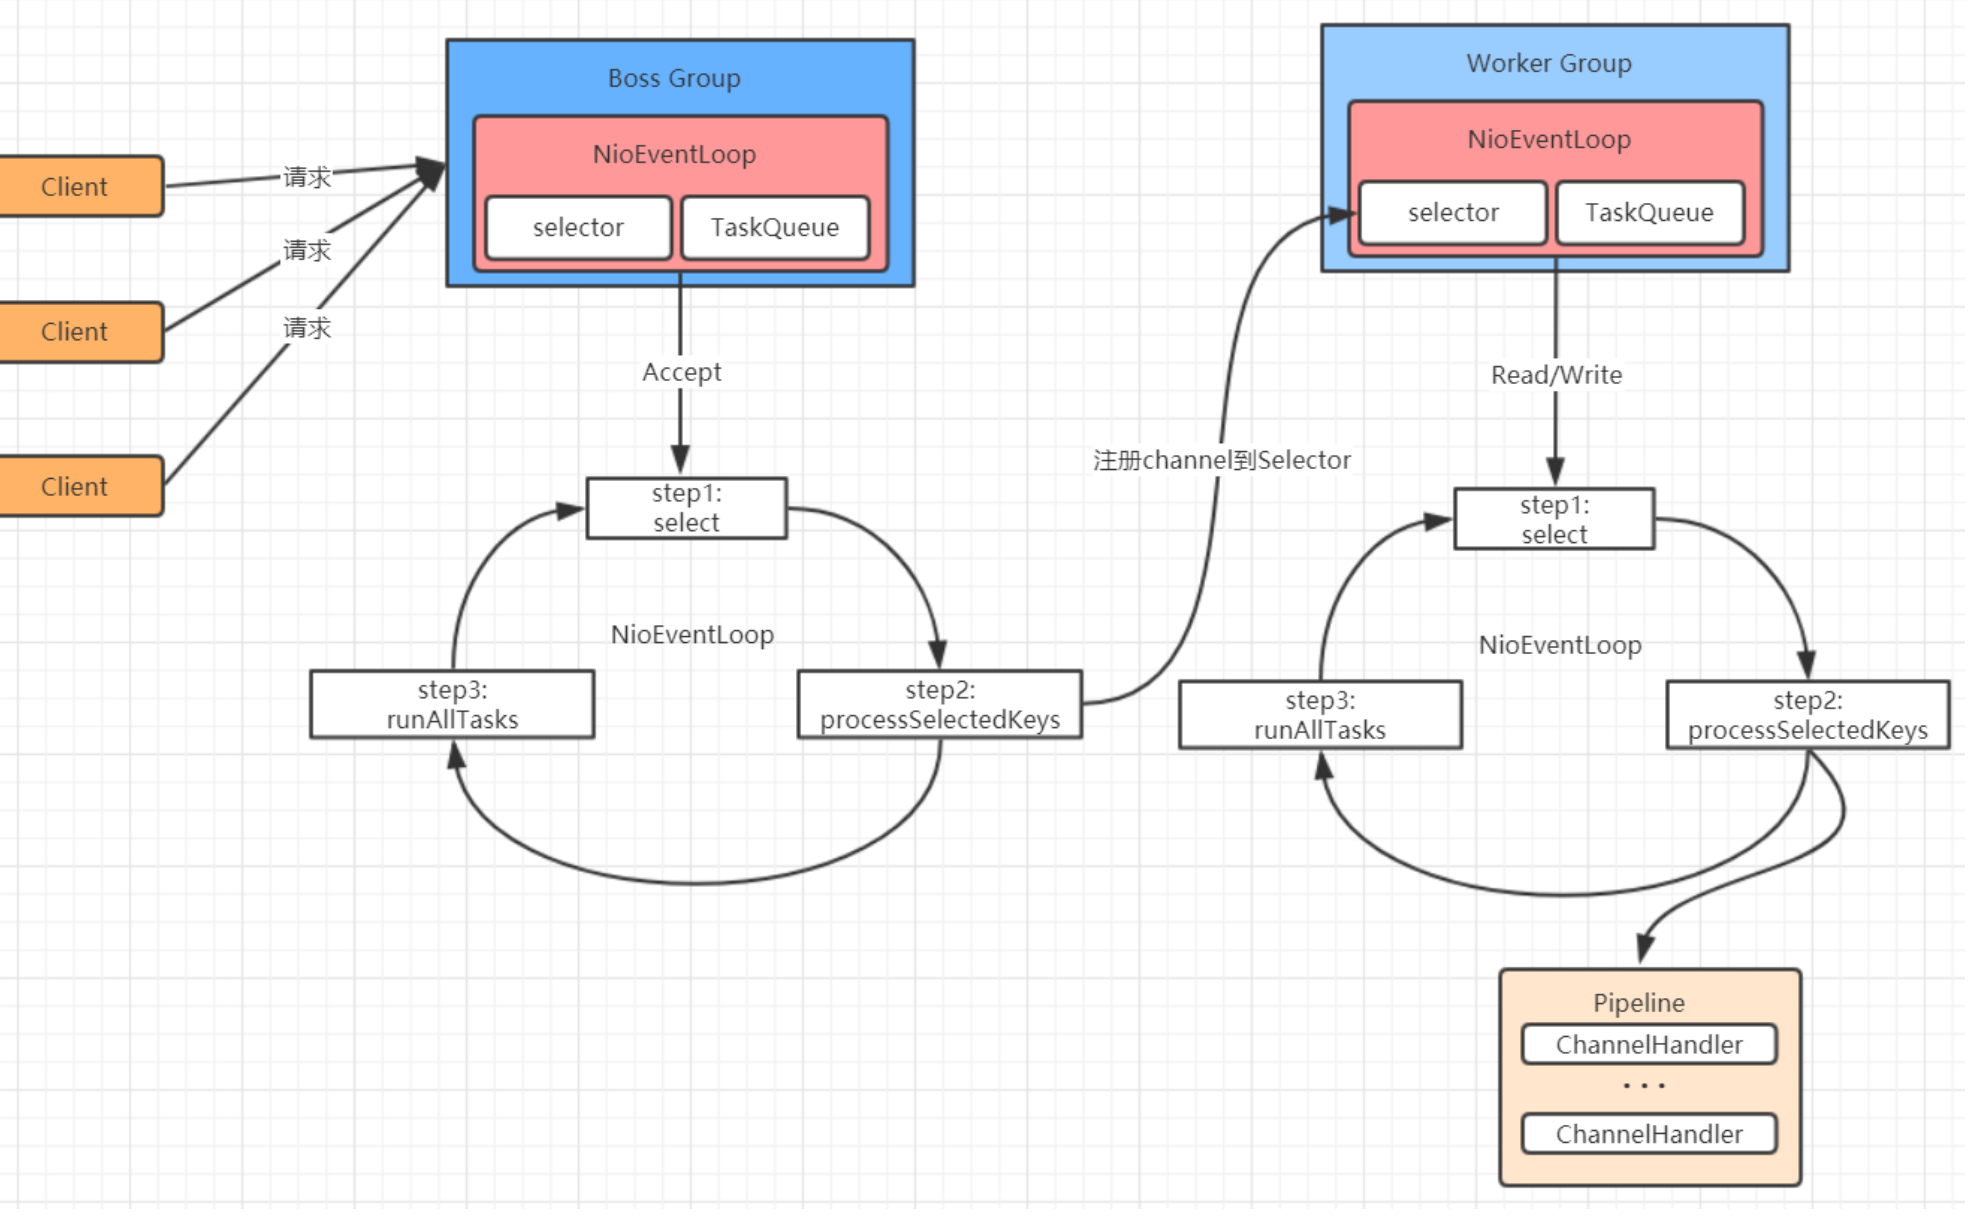 Boss Group
NioEventLoop
selector
TaskQueue
Client
请求
Client
请求
Client
请求
Accept
step1:
select
NioEventLoop
step2:
processSelectedKeys
step3:
runAllTasks
注册channel到Selector
Worker Group
NioEventLoop
selector
TaskQueue
Read/Write
step1:
select
NioEventLoop
step2:
processSelectedKeys
step3:
runAllTasks
Pipeline
ChannelHandler
...
ChannelHandler